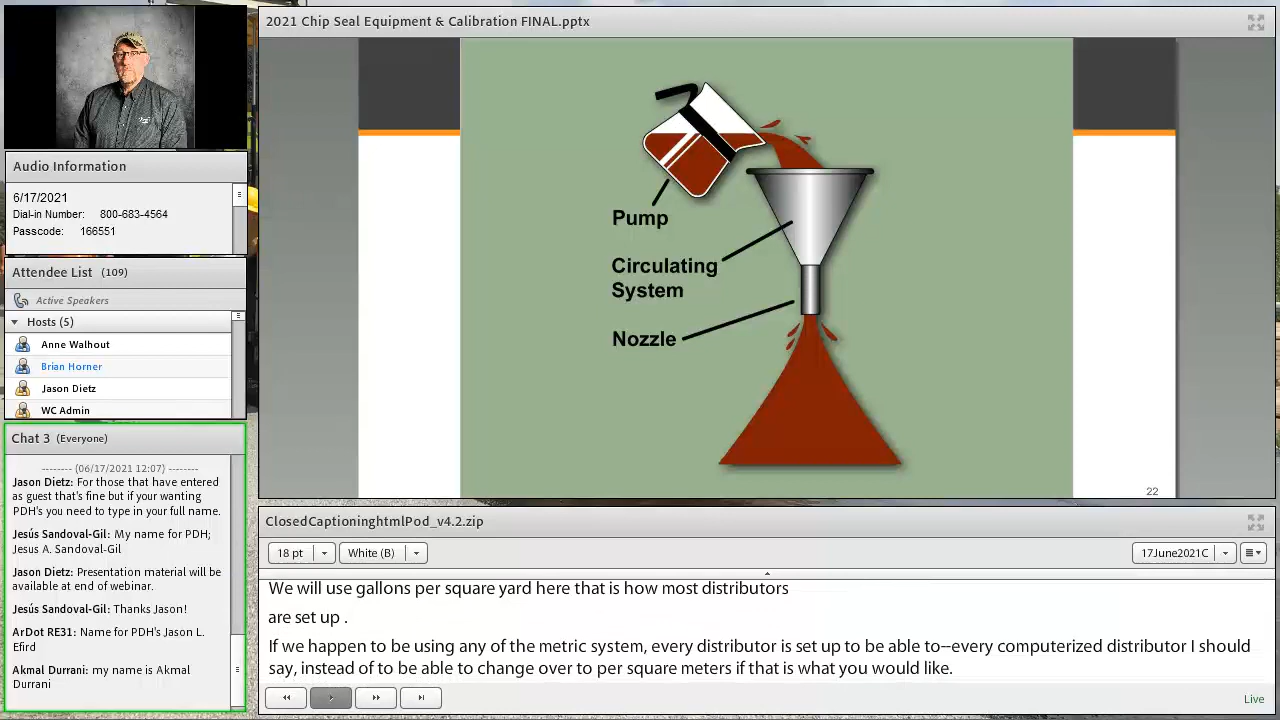 2021 Chip Seal Equipment & Calibration FINAL.pptx
Audio Information
6/17/2021
Dial-in Number: 800-683-4564
Passcode: 166551
Attendee List (109)
Active Speakers
Hosts (5)
Anne Walhout
Brian Horner
Jason Dietz
WC Admin
Chat 3 (Everyone)
-------- (06/17/2021 12:07) --------
Jason Dietz: For those that have entered
as guest that's fine but if your wanting
PDH's you need to type in your full name.
Jesús Sandoval-Gil: My name for PDH;
Jesus A. Sandoval-Gil
Jason Dietz: Presentation material will be
available at end of webinar.
Jesús Sandoval-Gil: Thanks Jason!
ArDot RE31: Name for PDH's Jason L.
Efird
Akmal Durrani: my name is Akmal
Durrani
Pump
Circulating
System
Nozzle
22
ClosedCaptioninghtmlPod_v4.2.zip
18 pt
White (B)
17June2021C
We will use gallons per square yard here that is how most distributors
are set up .
If we happen to be using any of the metric system, every distributor is set up to be able to--every computerized distributor I should
say, instead of to be able to change over to per square meters if that is what you would like.
Live